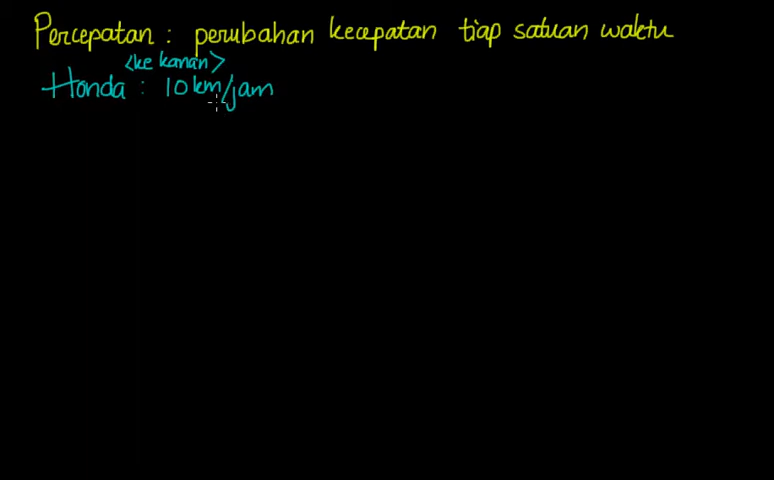 Percepatan : perubahan kecepatan tiap satuan waktu
<ke kanan>
Honda : 10 km/jam